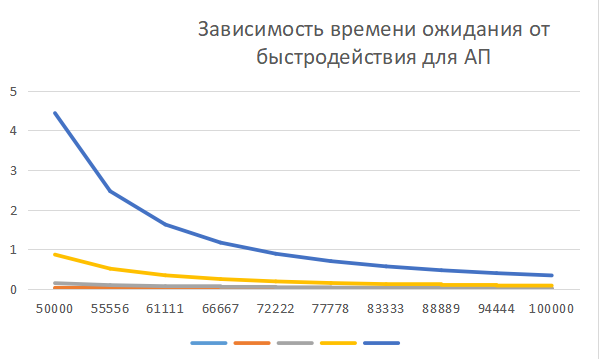 Зависимость времени ожидания от
быстродействия для АП
5
4
3
2
1
0
50000 55556 61111 66667 72222 77778 83333 88889 94444 100000